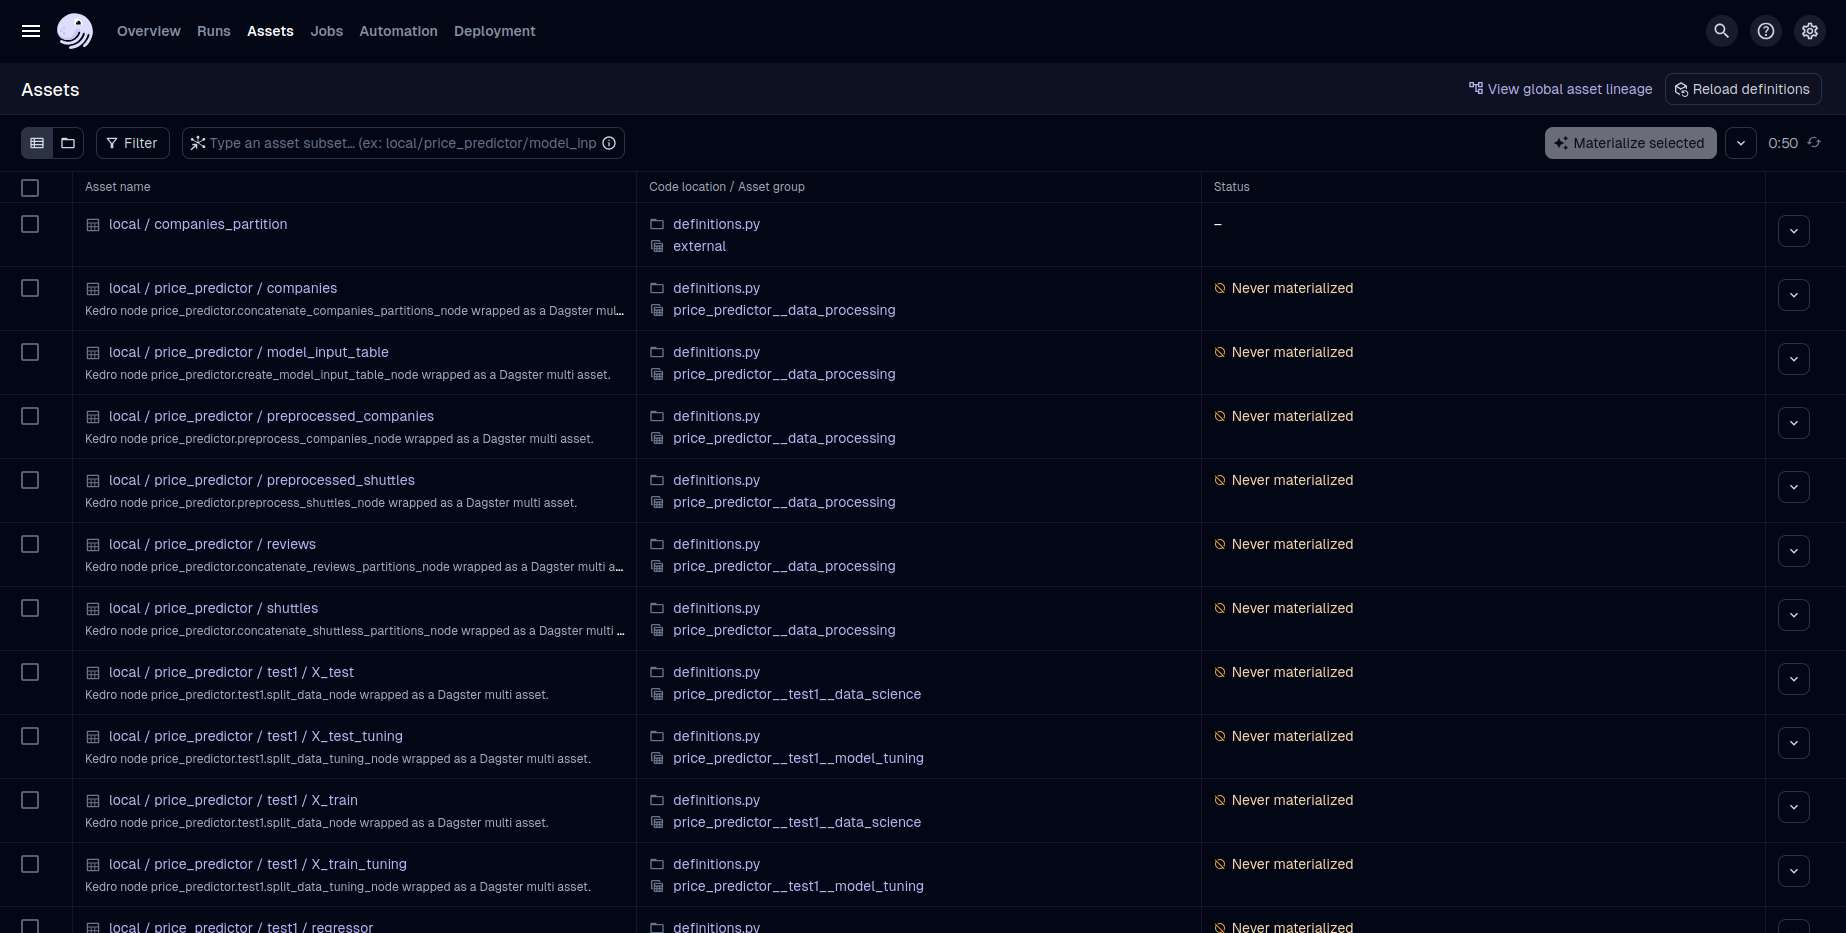 Overview Runs Assets Jobs Automation Deployment
Assets
View global asset lineage Reload definitions
Filter Type an asset subset… (ex: local/price_predictor/model_inp Materialize selected 0:50
Asset name Code location / Asset group Status
local / companies_partition definitions.py –
external
local / price_predictor / companies definitions.py Never materialized
Kedro node price_predictor.concatenate_companies_partitions_node wrapped as a Dagster mul… price_predictor__data_processing
local / price_predictor / model_input_table definitions.py Never materialized
Kedro node price_predictor.create_model_input_table_node wrapped as a Dagster multi asset. price_predictor__data_processing
local / price_predictor / preprocessed_companies definitions.py Never materialized
Kedro node price_predictor.preprocess_companies_node wrapped as a Dagster multi asset. price_predictor__data_processing
local / price_predictor / preprocessed_shuttles definitions.py Never materialized
Kedro node price_predictor.preprocess_shuttles_node wrapped as a Dagster multi asset. price_predictor__data_processing
local / price_predictor / reviews definitions.py Never materialized
Kedro node price_predictor.concatenate_reviews_partitions_node wrapped as a Dagster multi a… price_predictor__data_processing
local / price_predictor / shuttles definitions.py Never materialized
Kedro node price_predictor.concatenate_shuttless_partitions_node wrapped as a Dagster multi … price_predictor__data_processing
local / price_predictor / test1 / X_test definitions.py Never materialized
Kedro node price_predictor.test1.split_data_node wrapped as a Dagster multi asset. price_predictor__test1__data_science
local / price_predictor / test1 / X_test_tuning definitions.py Never materialized
Kedro node price_predictor.test1.split_data_tuning_node wrapped as a Dagster multi asset. price_predictor__test1__model_tuning
local / price_predictor / test1 / X_train definitions.py Never materialized
Kedro node price_predictor.test1.split_data_node wrapped as a Dagster multi asset. price_predictor__test1__data_science
local / price_predictor / test1 / X_train_tuning definitions.py Never materialized
Kedro node price_predictor.test1.split_data_tuning_node wrapped as a Dagster multi asset. price_predictor__test1__model_tuning
local / price_predictor / test1 / regressor definitions.py Never materialized